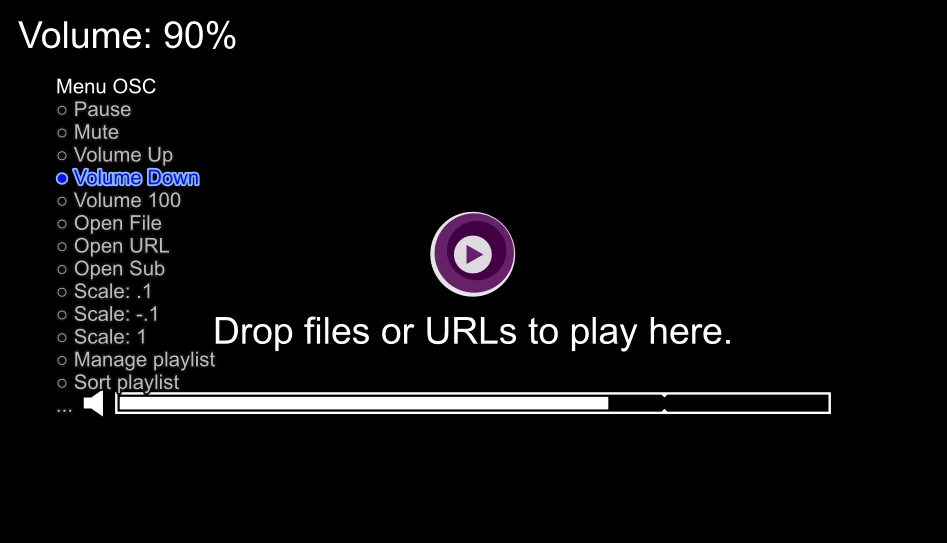 Volume: 90%
Menu OSC
○ Pause
○ Mute
○ Volume Up
● Volume Down
○ Volume 100
○ Open File
○ Open URL
○ Open Sub
○ Scale: .1
○ Scale: -.1
○ Scale: 1
○ Manage playlist
○ Sort playlist
...
Drop files or URLs to play here.